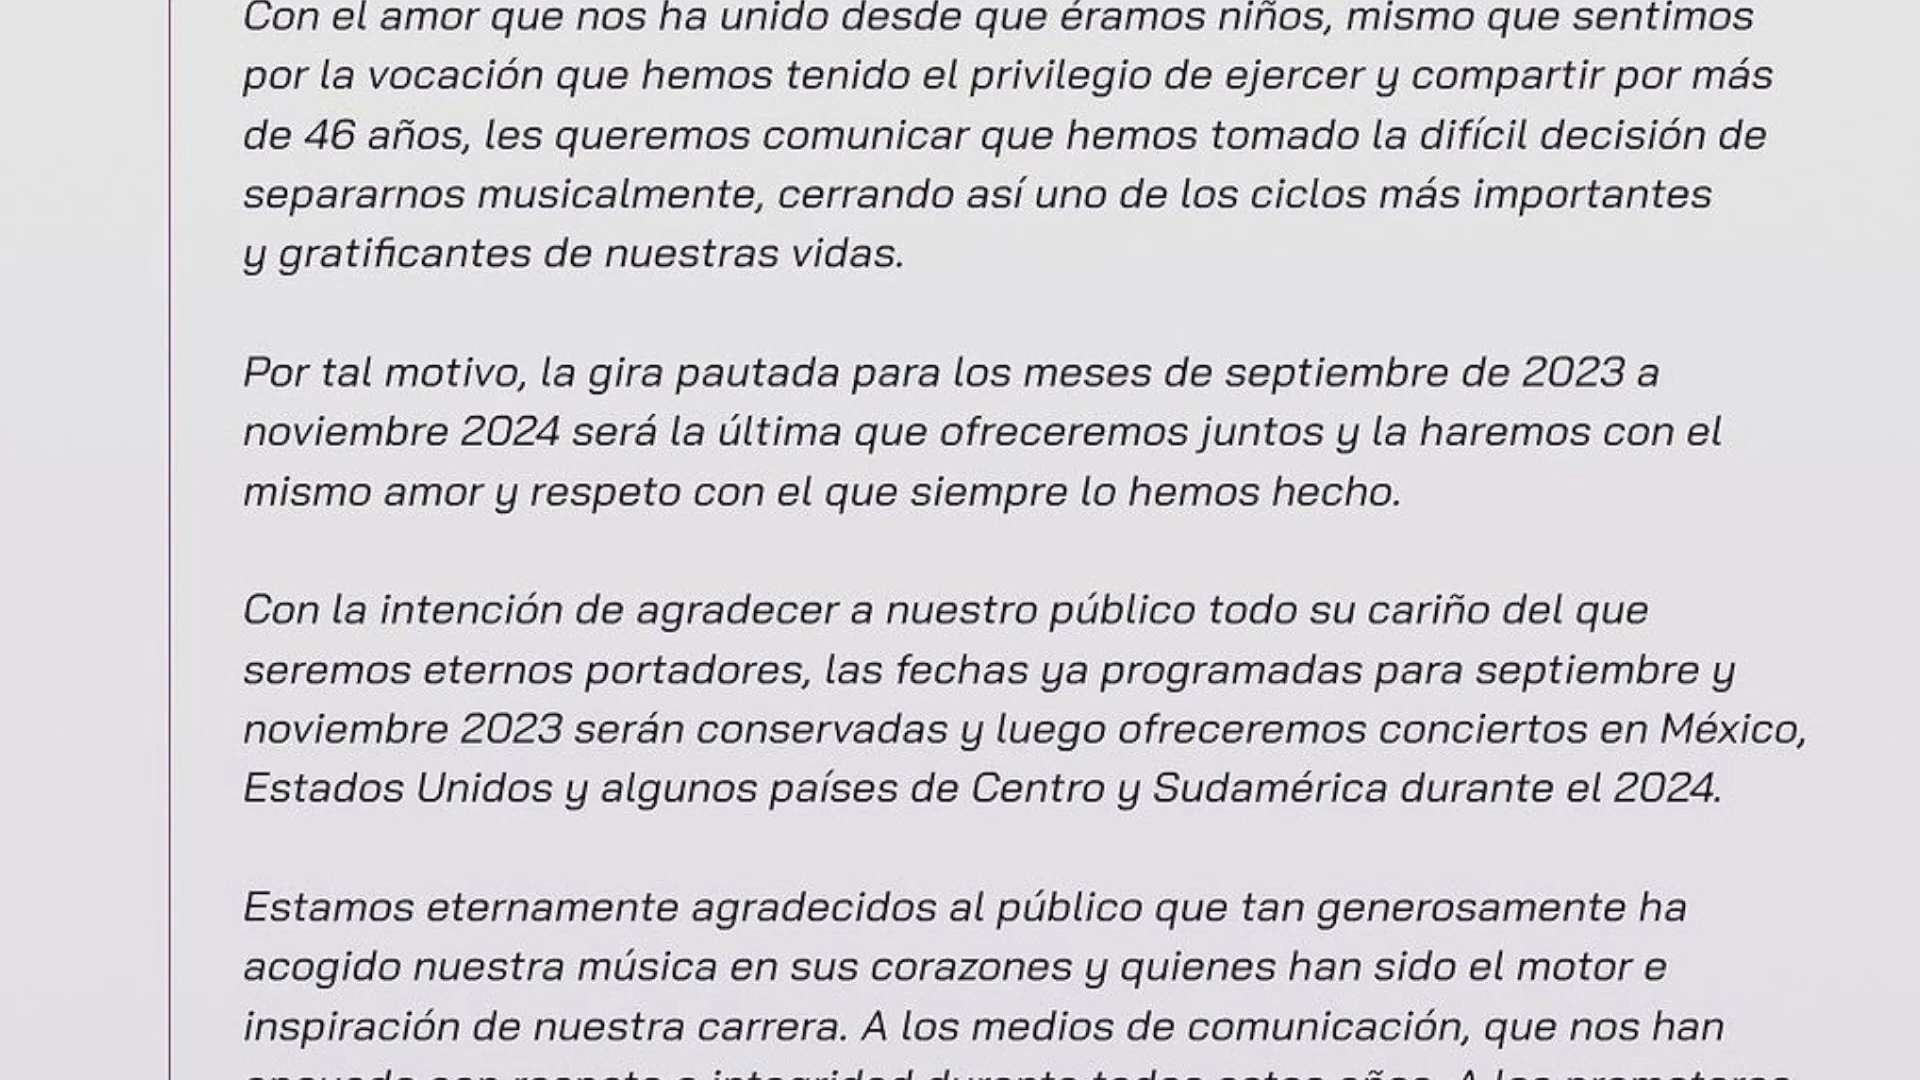 Con el amor que nos ha unido desde que éramos niños, mismo que sentimos
por la vocación que hemos tenido el privilegio de ejercer y compartir por más
de 46 años, les queremos comunicar que hemos tomado la difícil decisión de
separarnos musicalmente, cerrando así uno de los ciclos más importantes
y gratificantes de nuestras vidas.
Por tal motivo, la gira pautada para los meses de septiembre de 2023 a
noviembre 2024 será la última que ofreceremos juntos y la haremos con el
mismo amor y respeto con el que siempre lo hemos hecho.
Con la intención de agradecer a nuestro público todo su cariño del que
seremos eternos portadores, las fechas ya programadas para septiembre y
noviembre 2023 serán conservadas y luego ofreceremos conciertos en México,
Estados Unidos y algunos países de Centro y Sudamérica durante el 2024.
Estamos eternamente agradecidos al público que tan generosamente ha
acogido nuestra música en sus corazones y quienes han sido el motor e
inspiración de nuestra carrera. A los medios de comunicación, que nos han